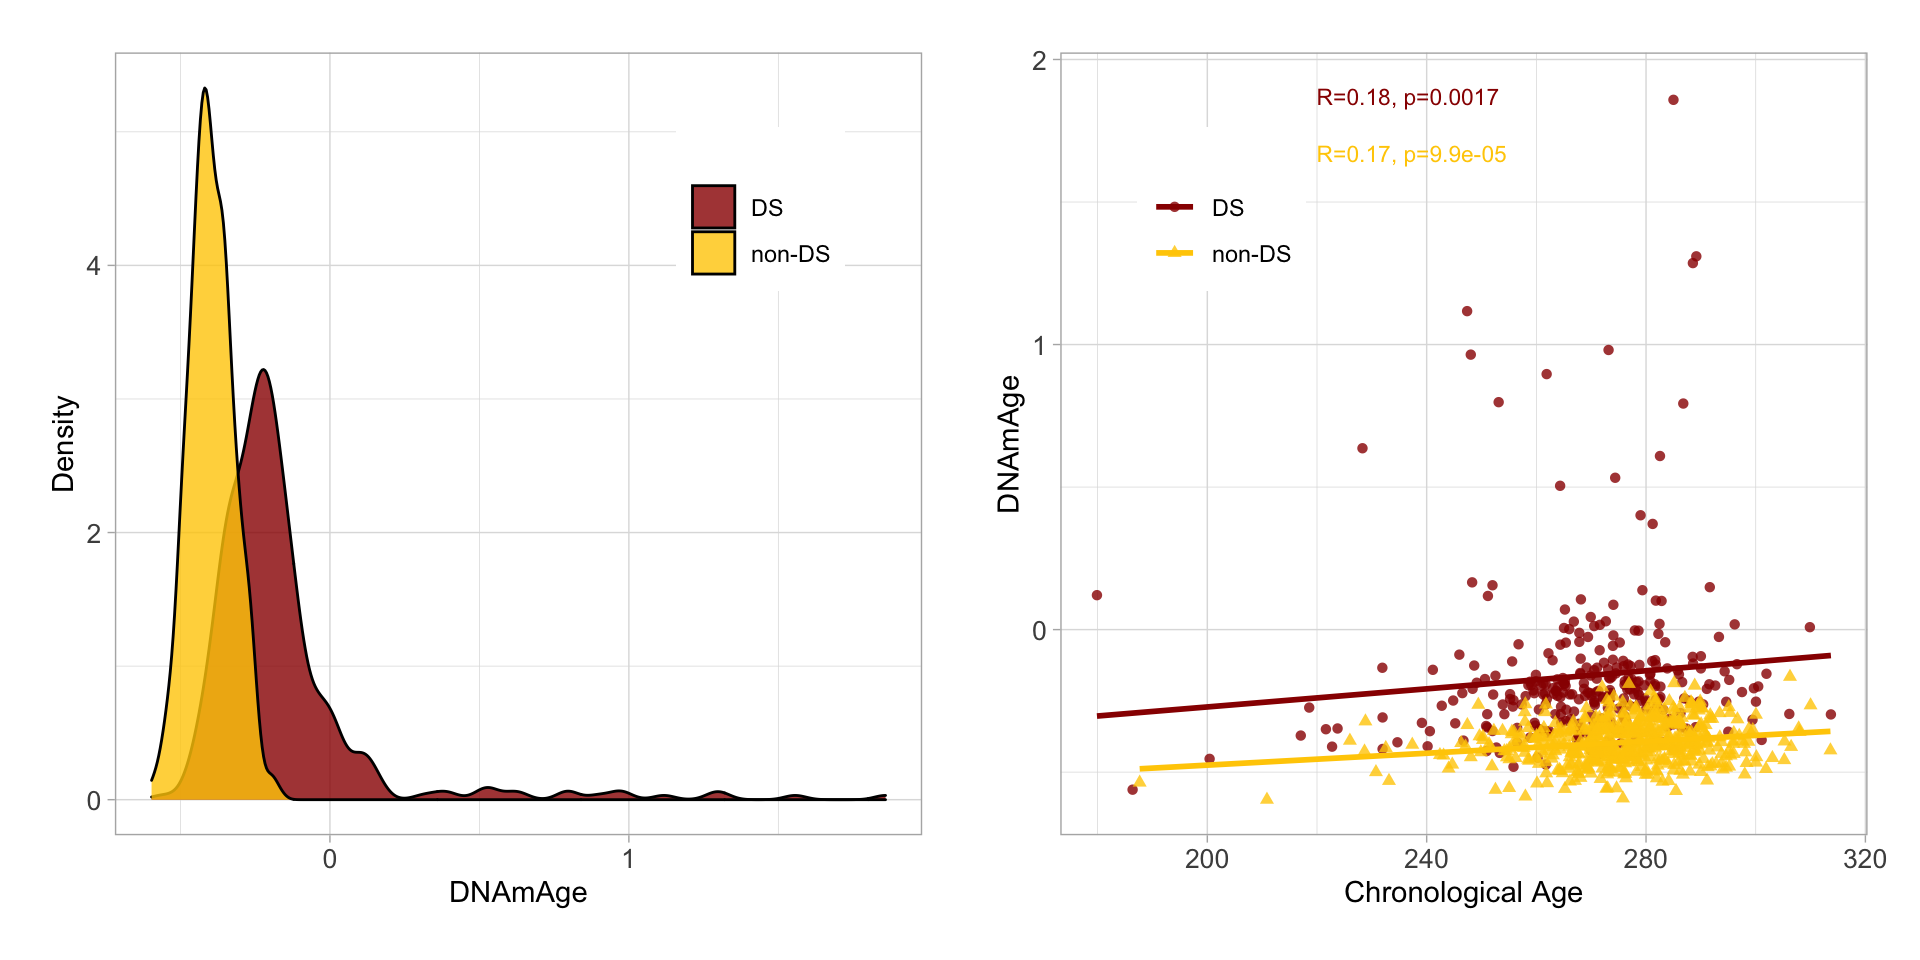 Density
4
2
0
DS
non-DS
0 1
DNAmAge
DNAmAge
2
1
0
R=0.18, p=0.0017
R=0.17, p=9.9e-05
DS
non-DS
200 240 280 320
Chronological Age